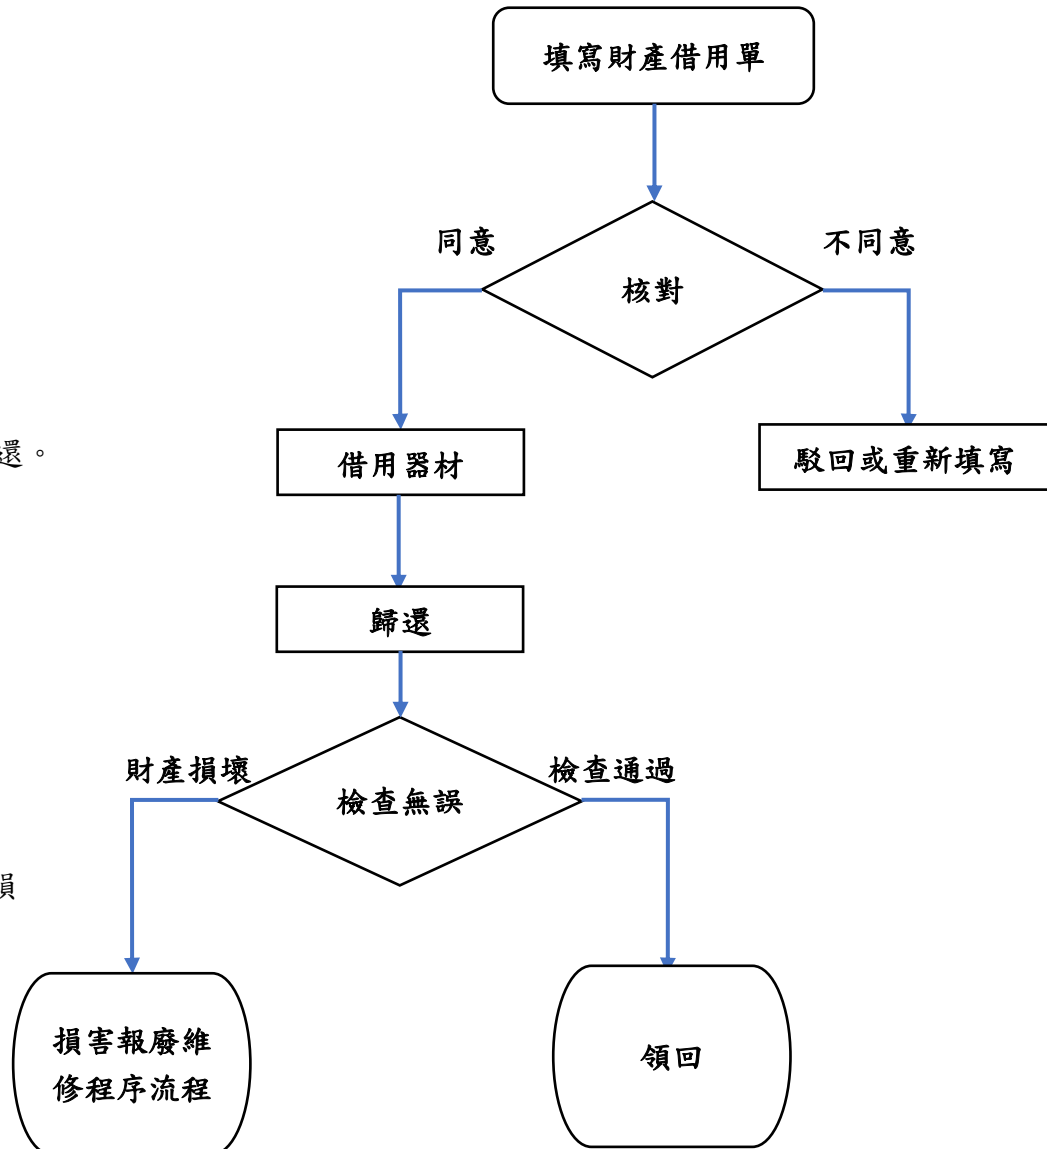 填寫財產借用單
同意
不同意
核對
還。
借用器材
駁回或重新填寫
歸還
財產損壞
檢查通過
檢查無誤
損
損害報廢維
修程序流程
領回